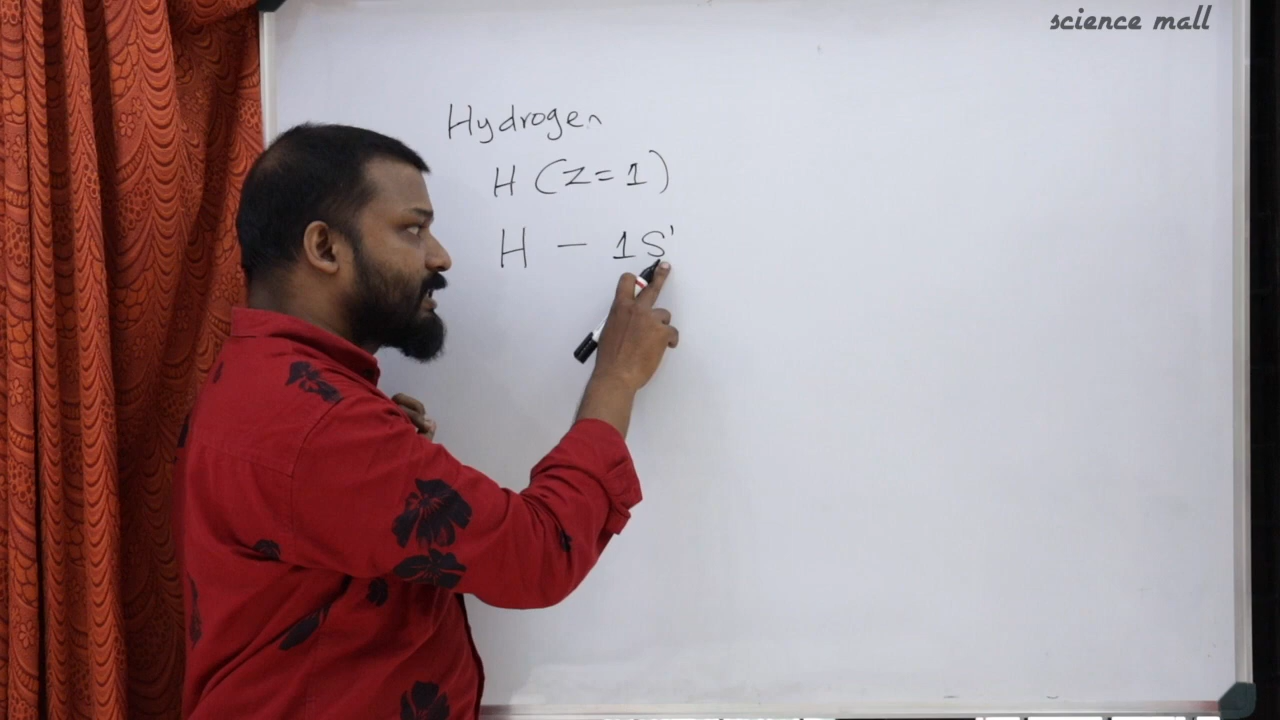 science mall
Hydrogen
H (Z=1)
H - 1S¹